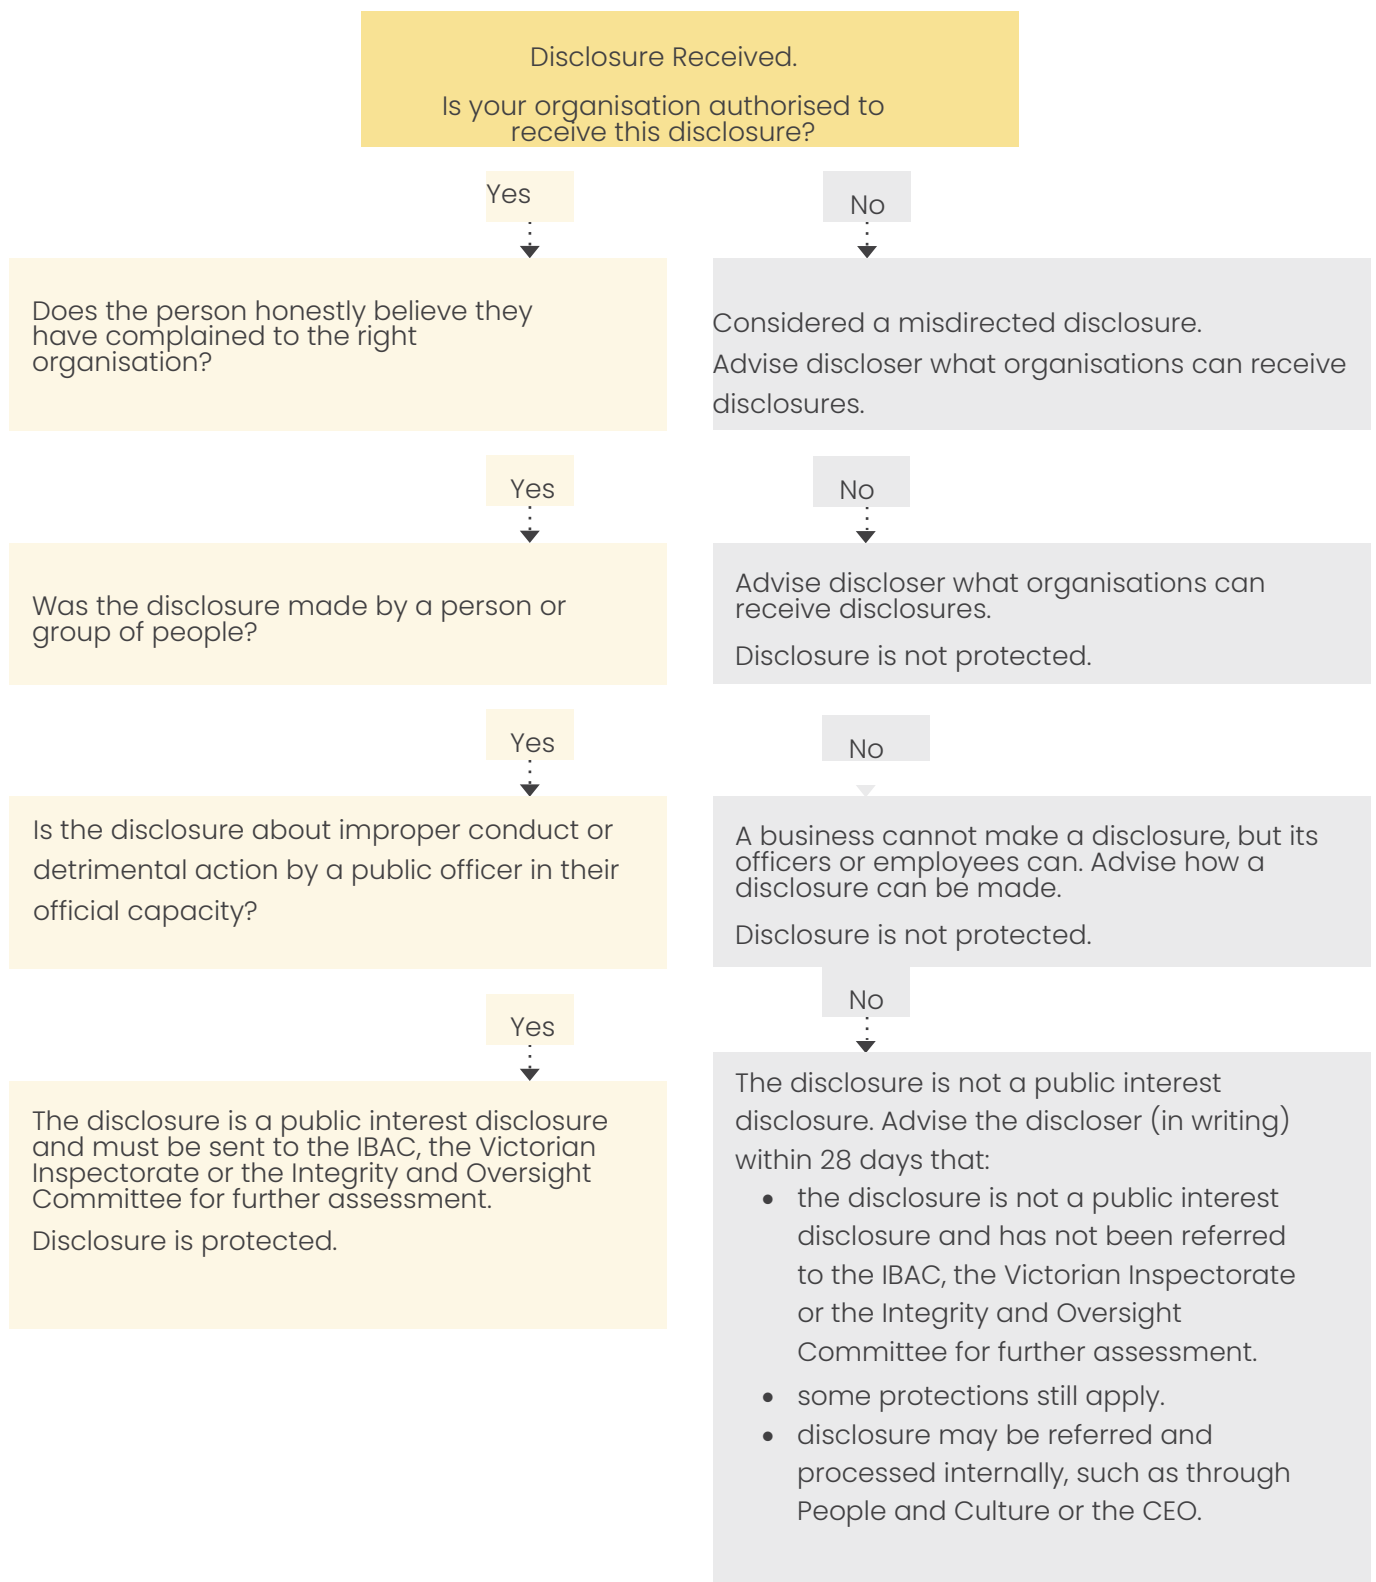 Disclosure Received.
Is your organisation authorised to
receive this disclosure?
Yes
No
Does the person honestly believe they
have complained to the right
organisation?
Considered a misdirected disclosure.
Advise discloser what organisations can receive
disclosures.
Yes
No
Was the disclosure made by a person or
group of people?
Advise discloser what organisations can
receive disclosures.
Disclosure is not protected.
Yes
No
Is the disclosure about improper conduct or
detrimental action by a public officer in their
official capacity?
A business cannot make a disclosure, but its
officers or employees can. Advise how a
disclosure can be made.
Disclosure is not protected.
Yes
No
The disclosure is a public interest disclosure
and must be sent to the IBAC, the Victorian
Inspectorate or the Integrity and Oversight
Committee for further assessment.
Disclosure is protected.
The disclosure is not a public interest
disclosure. Advise the discloser (in writing)
within 28 days that:
• the disclosure is not a public interest
disclosure and has not been referred
to the IBAC, the Victorian Inspectorate
or the Integrity and Oversight
Committee for further assessment.
• some protections still apply.
• disclosure may be referred and
processed internally, such as through
People and Culture or the CEO.